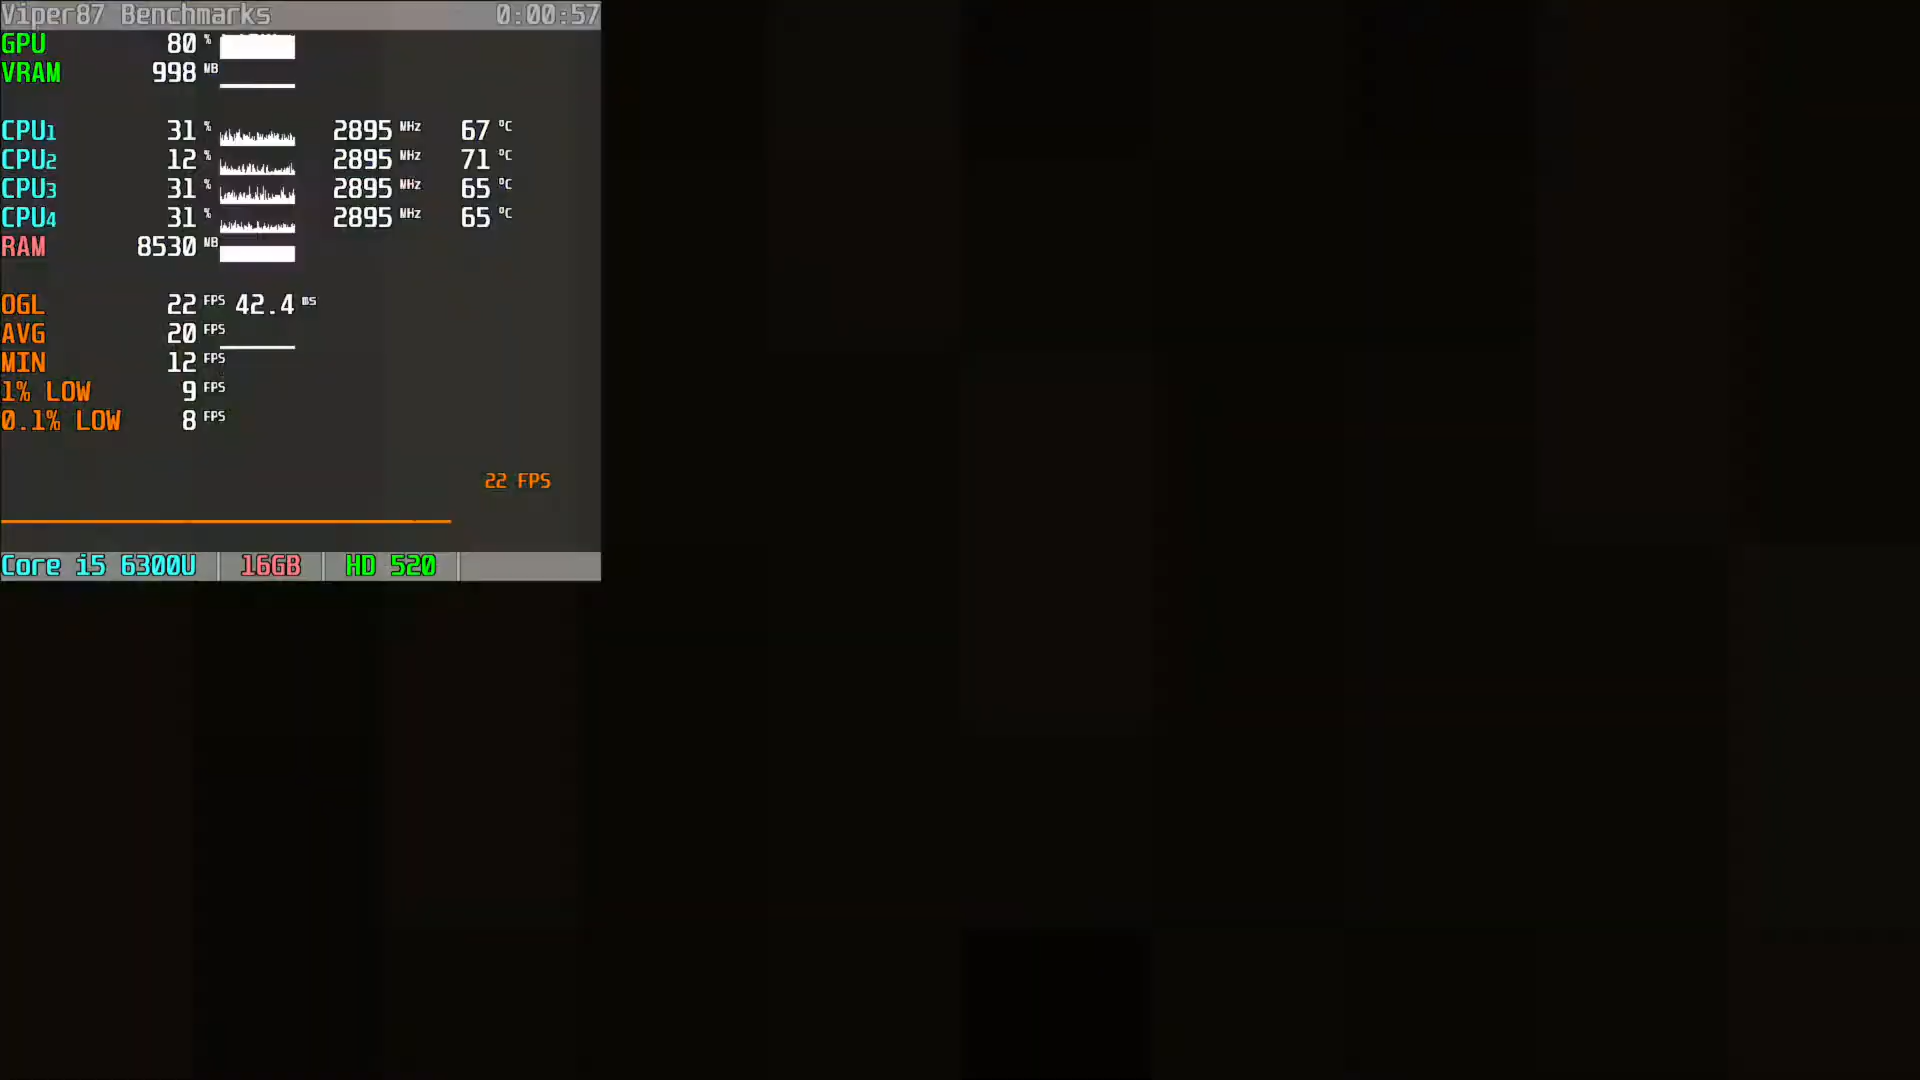 Viper87 Benchmarks 0:00:57
GPU 80 %
VRAM 998 MB
CPU1 31 % 2895 MHz 67 °C
CPU2 12 % 2895 MHz 71 °C
CPU3 31 % 2895 MHz 65 °C
CPU4 31 % 2895 MHz 65 °C
RAM 8530 MB
OGL 22 FPS 42.4 ms
AVG 20 FPS
MIN 12 FPS
1% LOW 9 FPS
0.1% LOW 8 FPS
22 FPS
Core i5 6300U 16GB HD 520